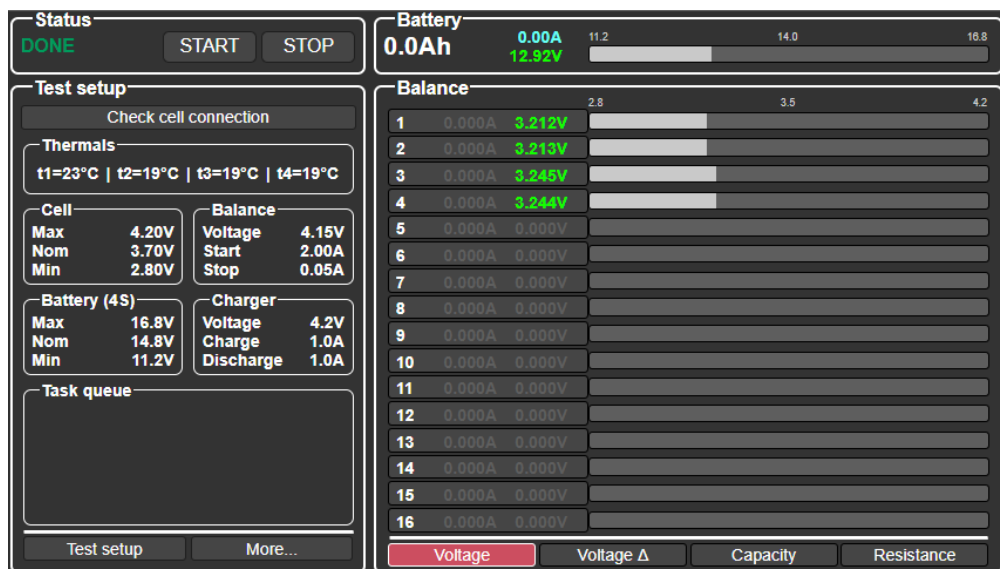 Status
DONE START STOP
Test setup
Check cell connection
Thermals
t1=23°C | t2=19°C | t3=19°C | t4=19°C
Cell
Max 4.20V
Nom 3.70V
Min 2.80V
Balance
Voltage 4.15V
Start 2.00A
Stop 0.05A
Battery (4S)
Max 16.8V
Nom 14.8V
Min 11.2V
Charger
Voltage 4.2V
Charge 1.0A
Discharge 1.0A
Task queue
Test setup More...
Battery
0.0Ah 0.00A
12.92V
11.2 14.0 16.8
Balance
2.8 3.5 4.2
1 0.000A 3.212V
2 0.000A 3.213V
3 0.000A 3.245V
4 0.000A 3.244V
5 0.000A 0.000V
6 0.000A 0.000V
7 0.000A 0.000V
8 0.000A 0.000V
9 0.000A 0.000V
10 0.000A 0.000V
11 0.000A 0.000V
12 0.000A 0.000V
13 0.000A 0.000V
14 0.000A 0.000V
15 0.000A 0.000V
16 0.000A 0.000V
Voltage Voltage Δ Capacity Resistance